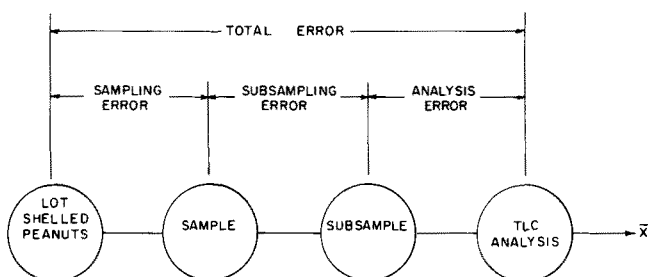 TOTAL ERROR
SAMPLING
ERROR
SUBSAMPLING
ERROR
ANALYSIS
ERROR
LOT
SHELLED
PEANUTS
SAMPLE
SUBSAMPLE
TLC
ANALYSIS
X̅